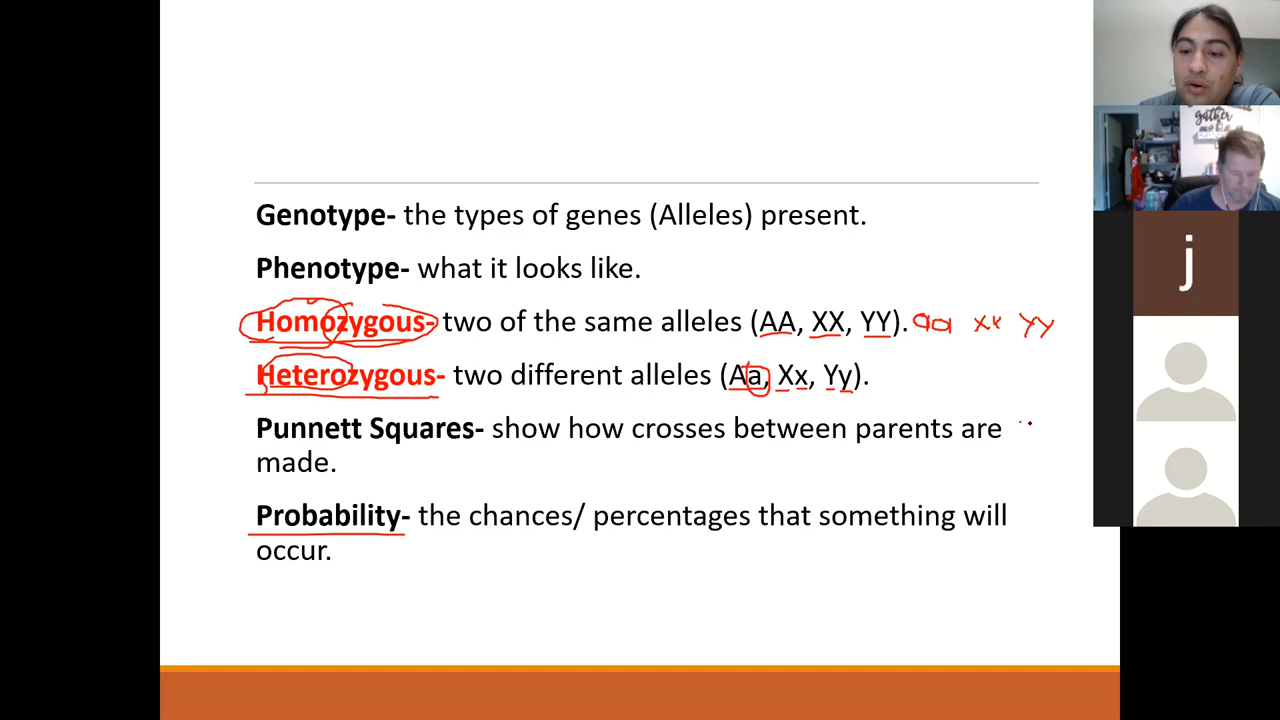 Genotype- the types of genes (Alleles) present.
Phenotype- what it looks like.
Homozygous- two of the same alleles (AA, XX, YY). aa xx yy
Heterozygous- two different alleles (Aa, Xx, Yy).
Punnett Squares- show how crosses between parents are
made.
Probability- the chances/ percentages that something will
occur.
gather
j